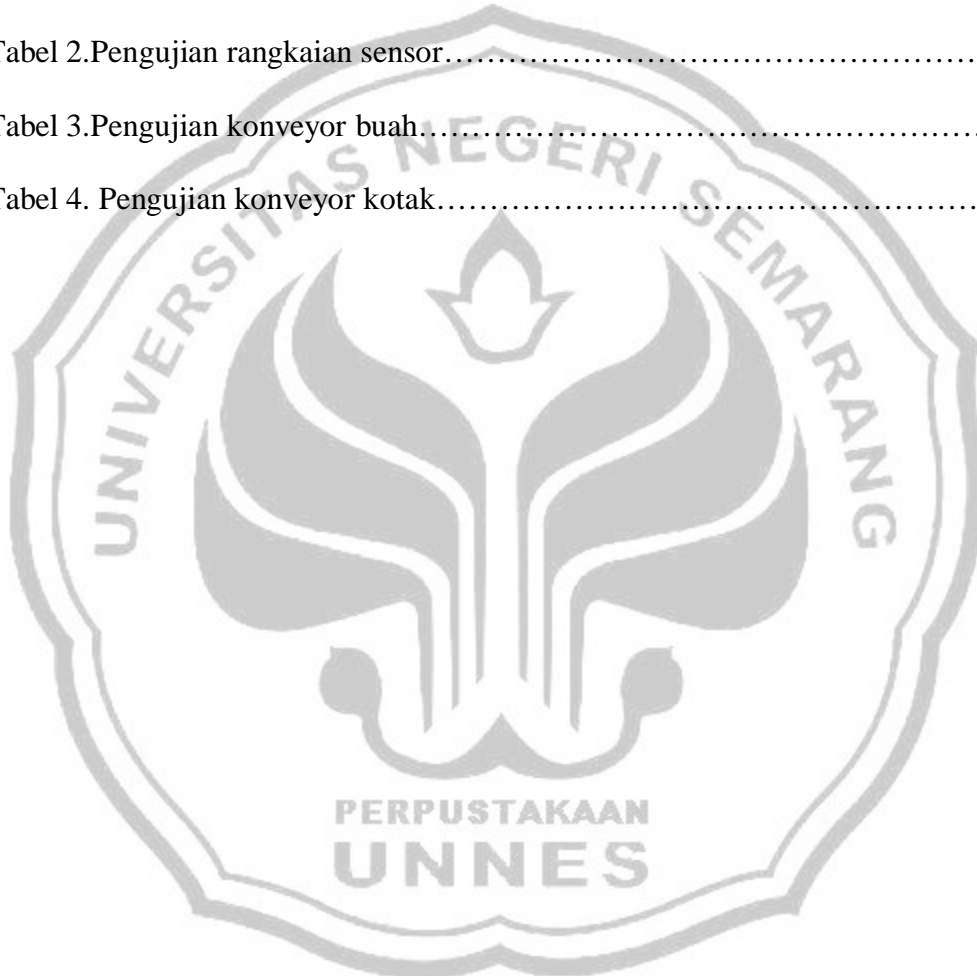 Tabel 2.Pengujian rangkaian sensor……………………………………………
Tabel 3.Pengujian konveyor buah………………………………………………
Tabel 4. Pengujian konveyor kotak……………………………………………
UNIVERSITAS NEGERI SEMARANG
PERPUSTAKAAN
UNNES